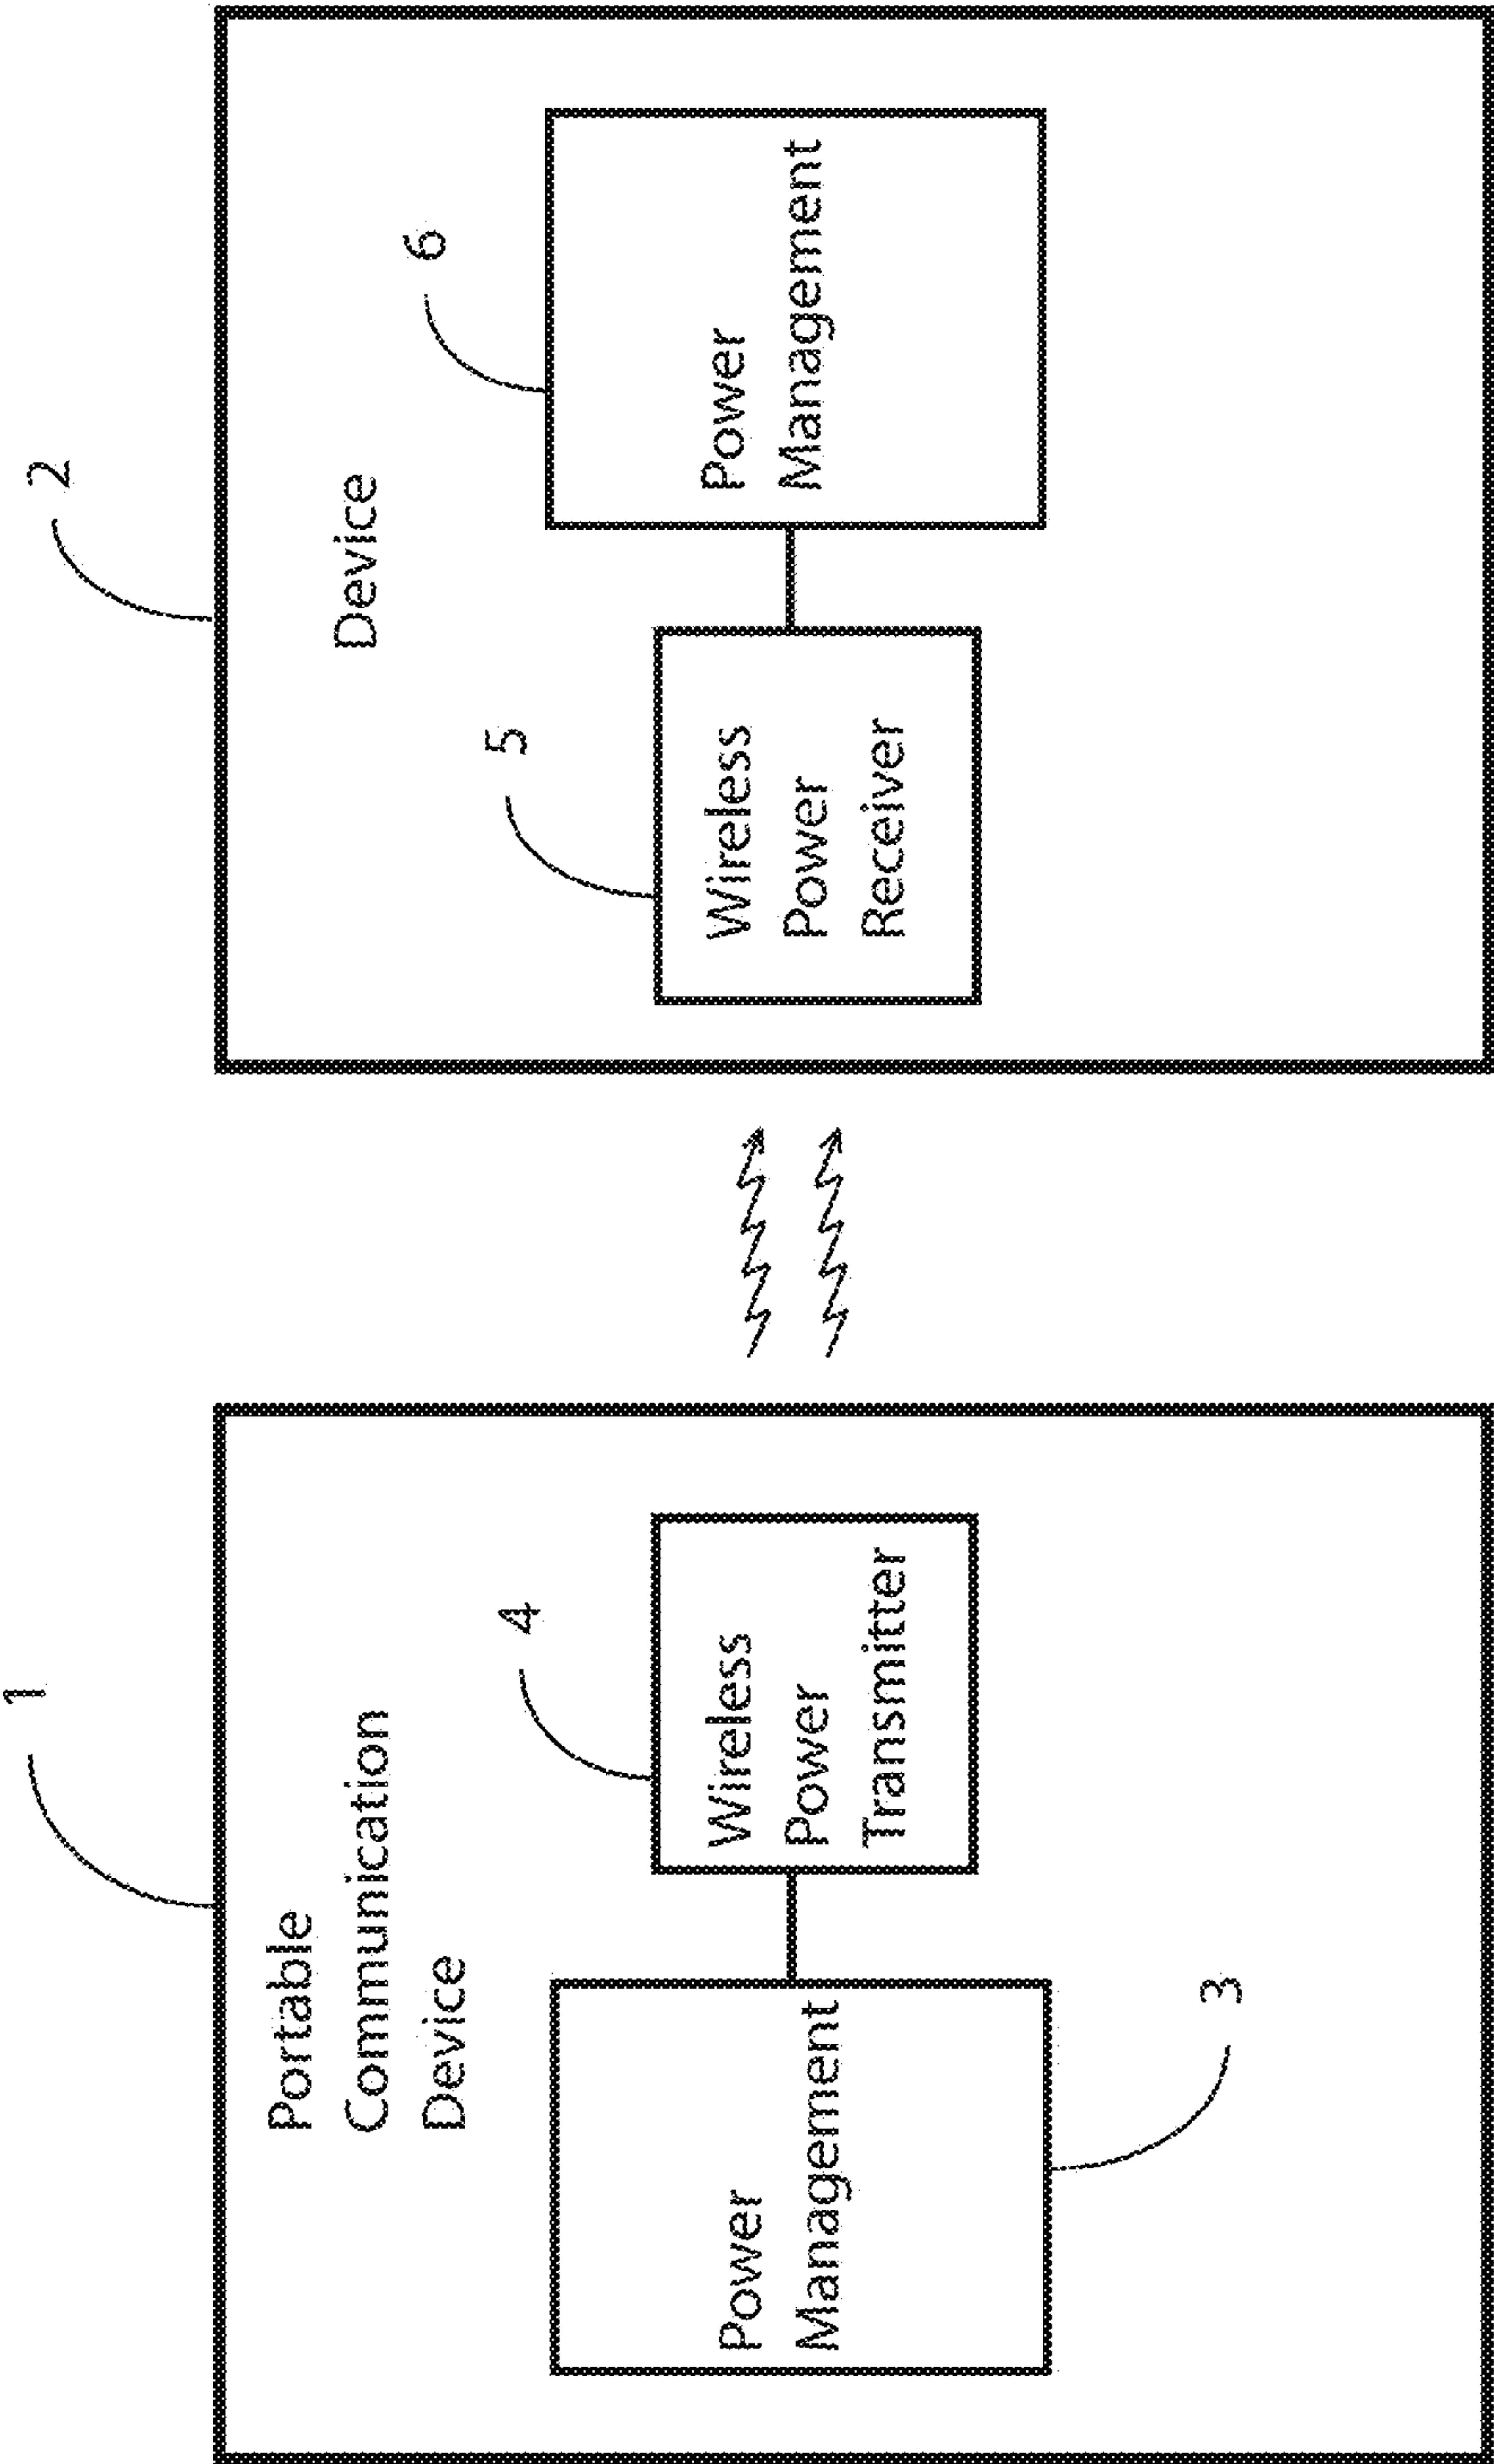 1
Portable
Communication
Device
4
Wireless
Power
Transmitter
Power
Management
3
2
Device
6
5
Wireless
Power
Receiver
Power
Management